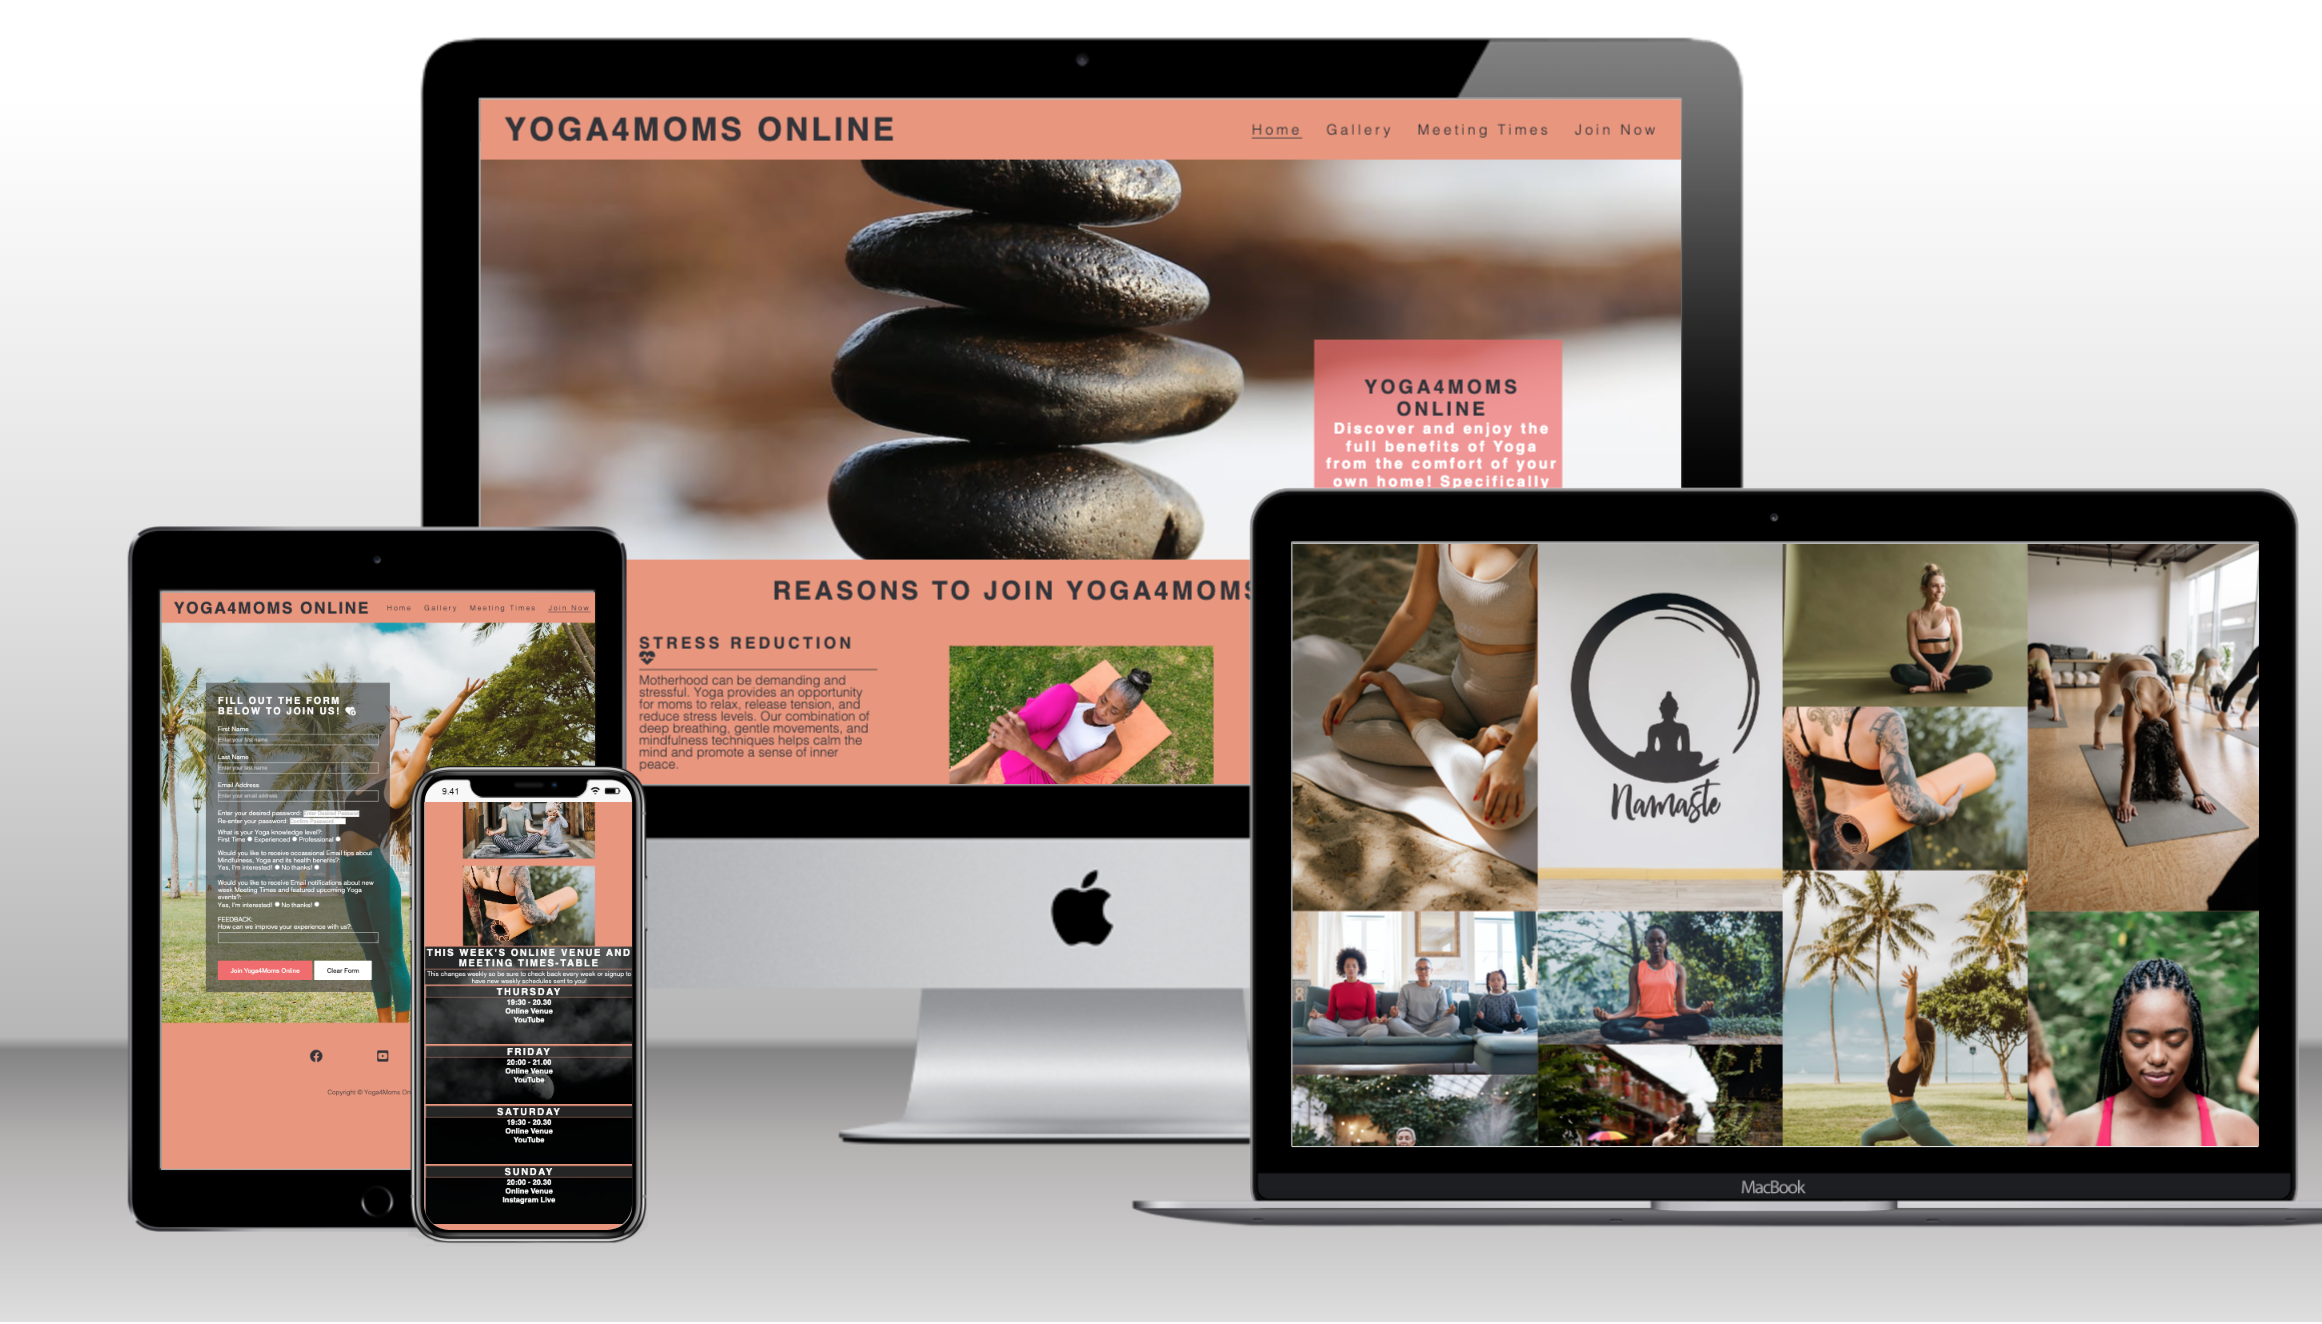 YOGA4MOMS ONLINE
Home Gallery Meeting Times Join Now
YOGA4MOMS
ONLINE
Discover and enjoy the
full benefits of Yoga
from the comfort of your
own home! Specifically
REASONS TO JOIN YOGA4MOMS
STRESS REDUCTION
Motherhood can be demanding and
stressful. Yoga provides an opportunity
for moms to relax, release tension, and
reduce stress levels. Our combination of
deep breathing, gentle movements, and
mindfulness techniques helps calm the
mind and promote a sense of inner
peace.
YOGA4MOMS ONLINE Home Gallery Meeting Times Join Now
FILL OUT THE FORM
BELOW TO JOIN US!
First Name
Enter your first name
Last Name
Enter your last name
Email Address
Enter your email address
Enter your desired password: Enter Desired Password
Re-enter your password: Confirm Password
What is your Yoga knowledge level?:
First Time Experienced Professional
Would you like to receive occassional Email tips about
Mindfulness, Yoga and its health benefits?:
Yes, I'm interested! No thanks!
Would you like to receive Email notifications about new
week Meeting Times and featured upcoming Yoga
events?:
Yes, I'm interested! No thanks!
FEEDBACK:
How can we improve your experience with us?:
Join Yoga4Moms Online Clear Form
Copyright © Yoga4Moms On
9.41
THIS WEEK'S ONLINE VENUE AND
MEETING TIMES-TABLE
This changes weekly so be sure to check back every week or signup to
have new weekly schedules sent to you!
THURSDAY
19:30 - 20.30
Online Venue
YouTube
FRIDAY
20:00 - 21.00
Online Venue
YouTube
SATURDAY
19:30 - 20.30
Online Venue
YouTube
SUNDAY
20:00 - 20.30
Online Venue
Instagram Live
Namaste
MacBook